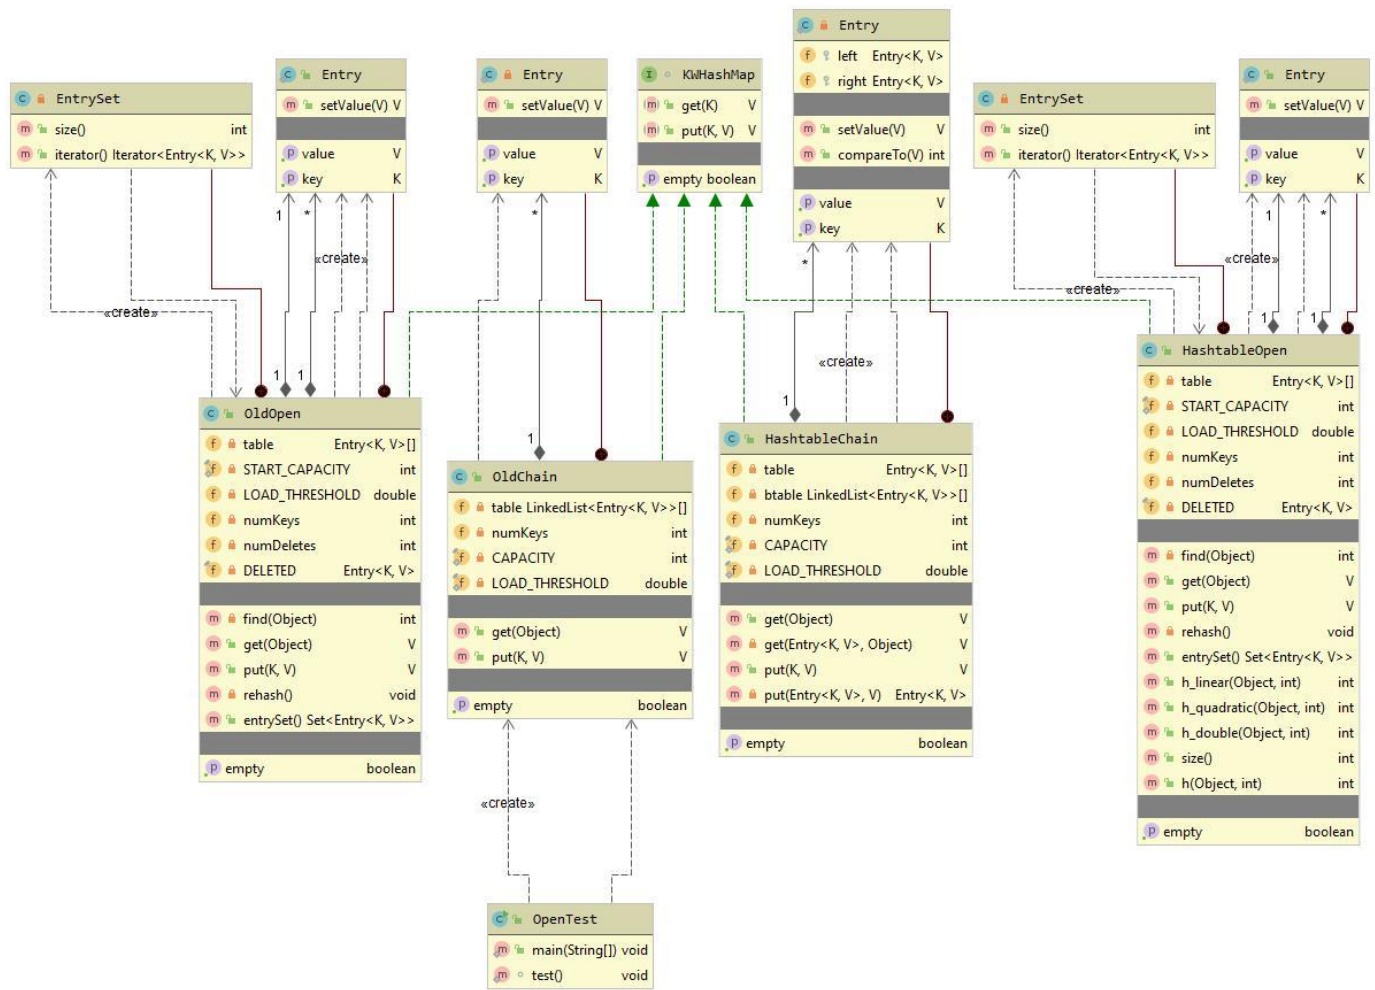 EntrySet
size() int
iterator() Iterator<Entry<K, V>>
Entry
setValue(V) V
value V
key K
Entry
setValue(V) V
value V
key K
KWHashMap
get(K) V
put(K, V) V
empty boolean
Entry
left Entry<K, V>
right Entry<K, V>
setValue(V) V
compareTo(V) int
value V
key K
EntrySet
size() int
iterator() Iterator<Entry<K, V>>
Entry
setValue(V) V
value V
key K
1
*
«create»
«create»
1
1
*
1
*
«create»
1
1
*
«create»
«create»
1
1
OldOpen
table Entry<K, V>[]
START_CAPACITY int
LOAD_THRESHOLD double
numKeys int
numDeletes int
DELETED Entry<K, V>
find(Object) int
get(Object) V
put(K, V) V
rehash() void
entrySet() Set<Entry<K, V>>
empty boolean
OldChain
table LinkedList<Entry<K, V>>[]
numKeys int
CAPACITY int
LOAD_THRESHOLD double
get(Object) V
put(K, V) V
empty boolean
HashtableChain
table Entry<K, V>[]
btable LinkedList<Entry<K, V>>[]
numKeys int
CAPACITY int
LOAD_THRESHOLD double
get(Object) V
get(Entry<K, V>, Object) V
put(K, V) V
put(Entry<K, V>, V) Entry<K, V>
empty boolean
HashtableOpen
table Entry<K, V>[]
START_CAPACITY int
LOAD_THRESHOLD double
numKeys int
numDeletes int
DELETED Entry<K, V>
find(Object) int
get(Object) V
put(K, V) V
rehash() void
entrySet() Set<Entry<K, V>>
h_linear(Object, int) int
h_quadratic(Object, int) int
h_double(Object, int) int
size() int
h(Object, int) int
empty boolean
«create»
OpenTest
main(String[]) void
test() void